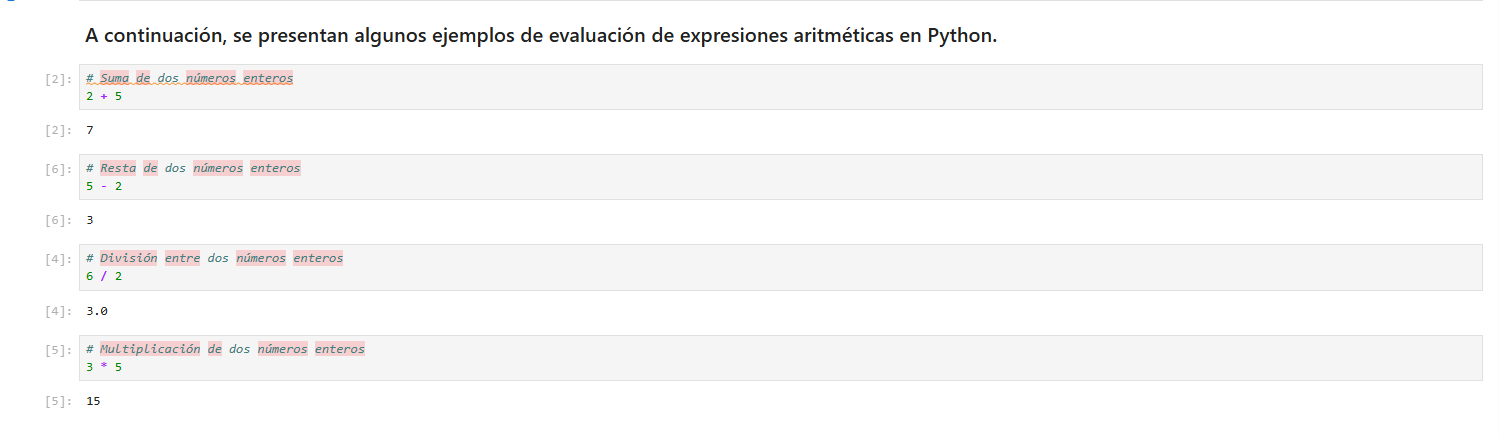 A continuación, se presentan algunos ejemplos de evaluación de expresiones aritméticas en Python.
[2]: # Suma de dos números enteros
2 + 5
[2]: 7
[6]: # Resta de dos números enteros
5 - 2
[6]: 3
[4]: # División entre dos números enteros
6 / 2
[4]: 3.0
[5]: # Multiplicación de dos números enteros
3 * 5
[5]: 15